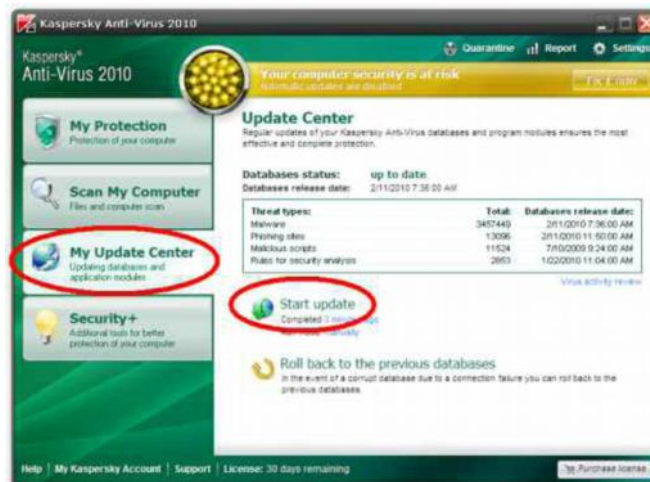 Kaspersky Anti-Virus 2010
Kaspersky
Anti-Virus 2010
Quarantine Report Settings
Your computer security is at risk
Automatic updates are disabled
Fix it now
My Protection
Protection of your computer
Scan My Computer
Files and computer scan
My Update Center
Updating databases and
application modules
Security+
Additional tools for better
protection of your computer
Update Center
Regular updates of your Kaspersky Anti-Virus databases and program modules ensures the most
effective and complete protection.
Databases status: up to date
Databases release date: 2/11/2010 7:36:00 AM
Threat types: Total: Databases release date:
Malware 3457449 2/11/2010 7:36:00 AM
Phishing sites 13096 2/11/2010 11:50:00 AM
Malicious scripts 11524 7/10/2009 9:24:00 AM
Rules for security analysis 2853 1/22/2010 11:04:00 AM
Virus activity review
Start update
Completed minute ago
manually
Roll back to the previous databases
In the event of a corrupt database due to a connection failure you can roll back to the
previous databases.
Help | My Kaspersky Account | Support | License: 30 days remaining
Purchase license